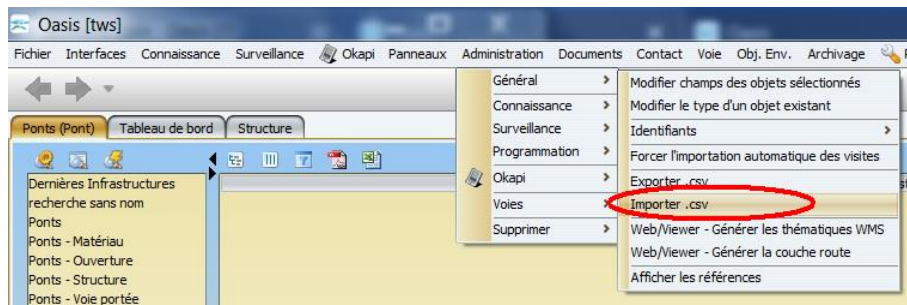 Oasis [tws]
Fichier Interfaces Connaissance Surveillance Okapi Panneaux Administration Documents Contact Voie Obj. Env. Archivage
Ponts (Pont) Tableau de bord Structure
Dernières Infrastructures
recherche sans nom
Ponts
Ponts - Matériau
Ponts - Ouverture
Ponts - Structure
Ponts - Voie portée
Général
Connaissance
Surveillance
Programmation
Okapi
Voies
Supprimer
Modifier champs des objets sélectionnés
Modifier le type d'un objet existant
Identifiants
Forcer l'importation automatique des visites
Exporter .csv
Importer .csv
Web/Viewer - Générer les thématiques WMS
Web/Viewer - Générer la couche route
Afficher les références